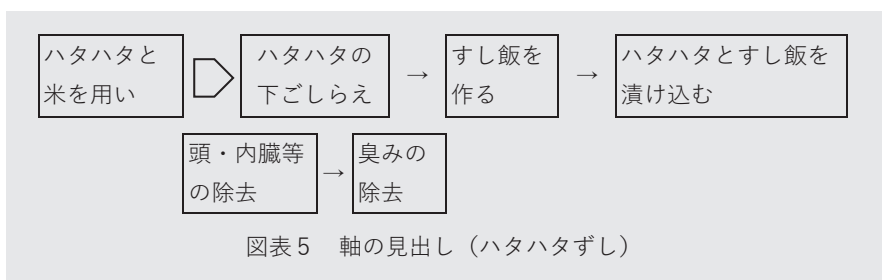 ハタハタと
米を用い
ハタハタの
下ごしらえ
→
すし飯を
作る
→
ハタハタとすし飯を
漬け込む
頭・内臓等
の除去
→
臭みの
除去
図表5　軸の見出し（ハタハタずし）